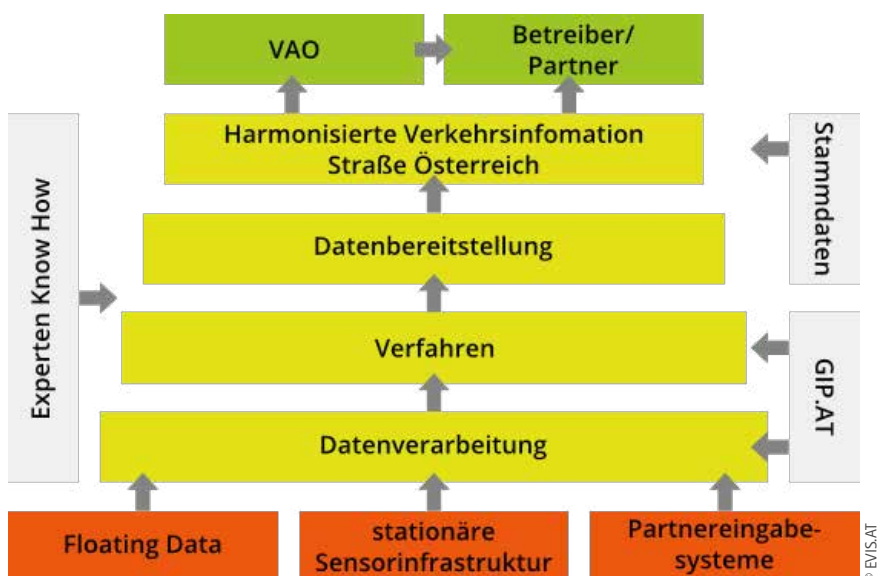 VAO
Betreiber/
Partner
Harmonisierte Verkehrsinfomation
Straße Österreich
Datenbereitstellung
Verfahren
Datenverarbeitung
Experten Know How
Stammdaten
GIP.AT
Floating Data
stationäre
Sensorinfrastruktur
Partnereingabe-
systeme
© EVIS.AT